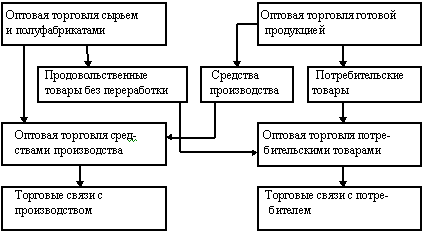 Оптовая торговля сырьем
и полуфабрикатами
Оптовая торговля готовой
продукцией
Продовольственные
товары без переработки
Средства
производства
Потребительские
товары
Оптовая торговля сред-
ствами производства
Оптовая торговля потре-
бительскими товарами
Торговые связи с
производством
Торговые связи с потре-
бителем